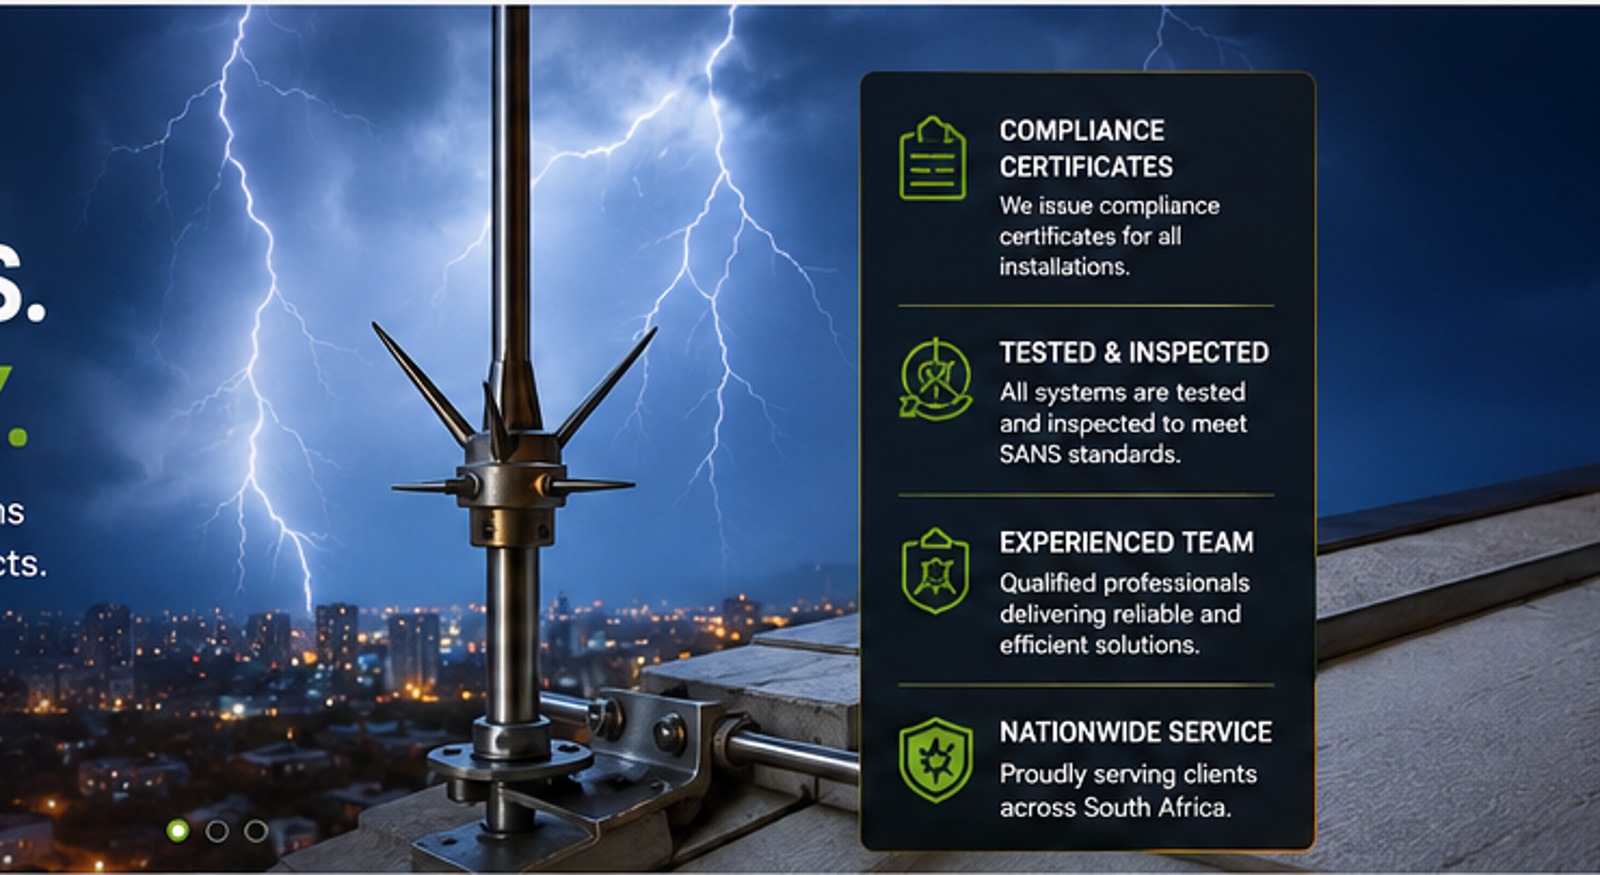 s.
y.
ns
cts.
COMPLIANCE
CERTIFICATES
We issue compliance
certificates for all
installations.
TESTED & INSPECTED
All systems are tested
and inspected to meet
SANS standards.
EXPERIENCED TEAM
Qualified professionals
delivering reliable and
efficient solutions.
NATIONWIDE SERVICE
Proudly serving clients
across South Africa.